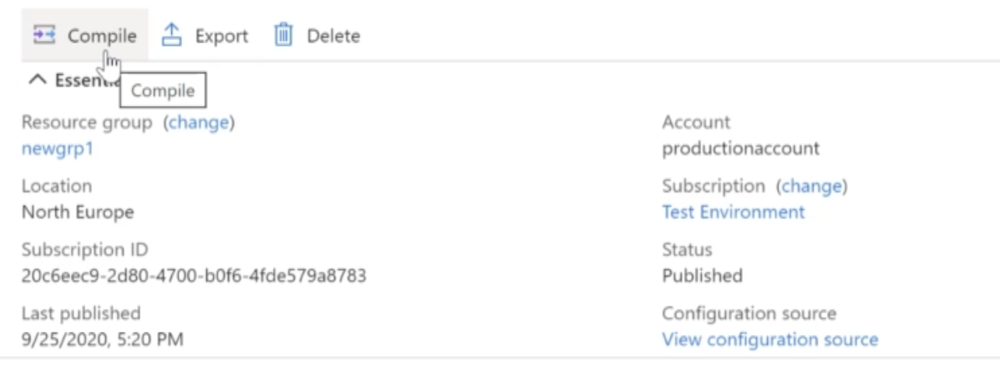 Compile Export Delete
Compile
Resource group (change)
newgrp1
Account
productionaccount
Location
North Europe
Subscription (change)
Test Environment
Subscription ID
20c6eec9-2d80-4700-b0f6-4fde579a8783
Status
Published
Last published
9/25/2020, 5:20 PM
Configuration source
View configuration source